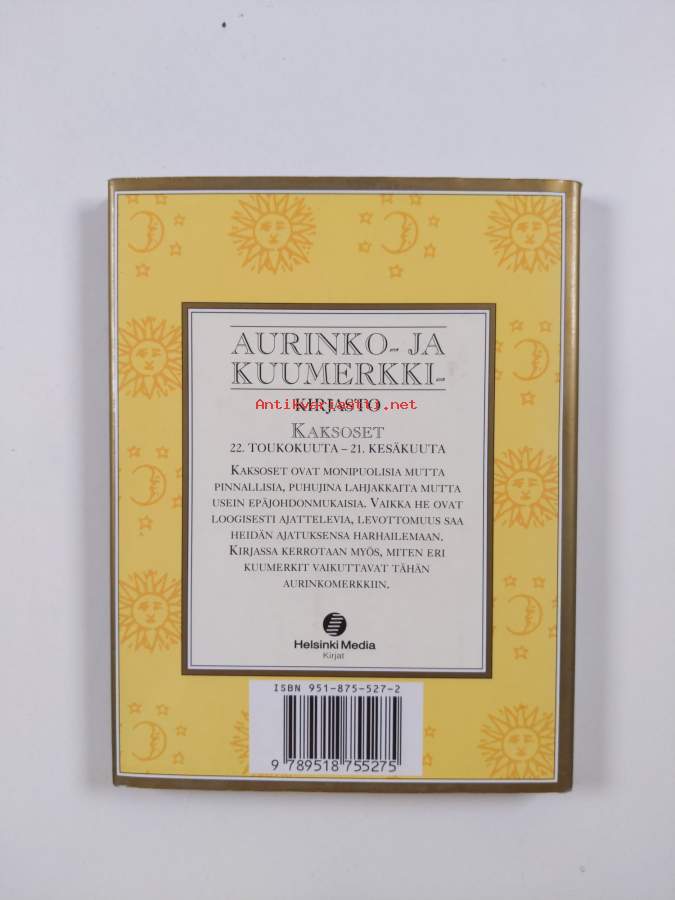 AURINKO- JA
KUUMERKKI-
KIRJASTO
Antikvariaatti.net
KAKSOSET
22. TOUKOKUUTA – 21. KESÄKUUTA
KAKSOSET OVAT MONIPUOLISIA MUTTA
PINNALLISIA, PUHUJINA LAHJAKKAITA MUTTA
USEIN EPÄJOHDONMUKAISIA. VAIKKA HE OVAT
LOOGISESTI AJATTELEVIA, LEVOTTOMUUS SAA
HEIDÄN AJATUKSENSA HARHAILEMAAN.
KIRJASSA KERROTAAN MYÖS, MITEN ERI
KUUMERKIT VAIKUTTAVAT TÄHÄN
AURINKOMERKKIIN.
Helsinki Media
Kirjat
ISBN 951-875-527-2
9 789518 755275